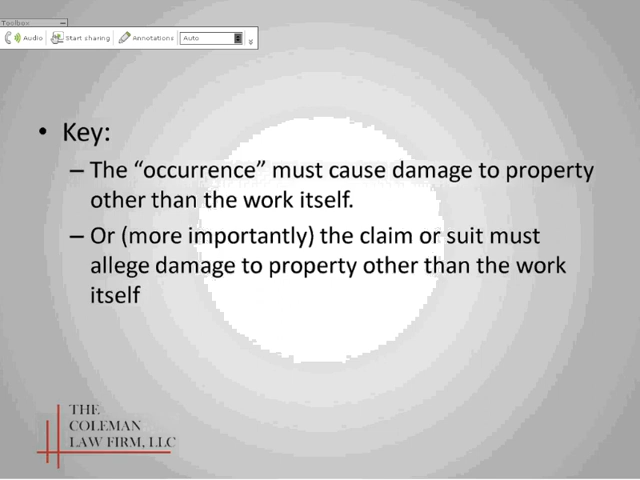 Toolbox
Audio
Start sharing
Annotations
Auto
• Key:
– The “occurrence” must cause damage to property
other than the work itself.
– Or (more importantly) the claim or suit must
allege damage to property other than the work
itself
THE
COLEMAN
LAW FIRM, LLC